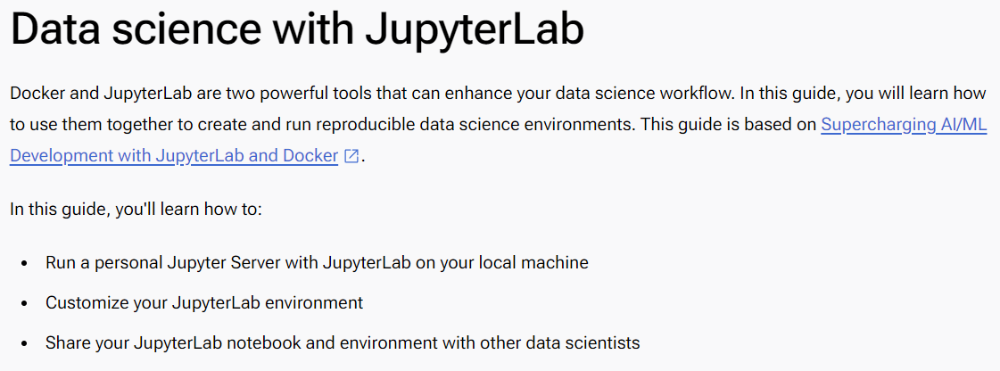 Data science with JupyterLab
Docker and JupyterLab are two powerful tools that can enhance your data science workflow. In this guide, you will learn how
to use them together to create and run reproducible data science environments. This guide is based on Supercharging AI/ML
Development with JupyterLab and Docker.
In this guide, you'll learn how to:
• Run a personal Jupyter Server with JupyterLab on your local machine
• Customize your JupyterLab environment
• Share your JupyterLab notebook and environment with other data scientists